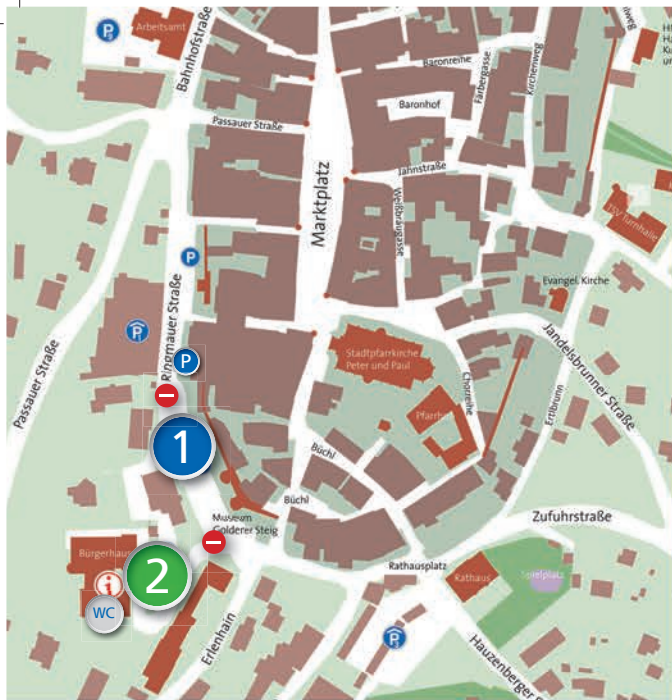 P
Arbeitsamt
Bahnhofstraße
Passauer Straße
Marktplatz
Baronreihe
Baronhof
Färbergasse
Kirchenweg
Jahnstraße
Weißbräugasse
TSV Turnhalle
P
Ringmauer Straße
Evangel. Kirche
P
P
Passauer Straße
Stadtpfarrkirche
Peter und Paul
Pfarrhof
Chorreihe
Jandelsbrunner Straße
Ertlbrunn
1
Büchl
Büchl
Museum
Goldener Steig
Zufuhrstraße
Bürgerhaus
i
2
WC
Rathausplatz
Rathaus
Spielplatz
Erlenhain
P
Hauzenberger